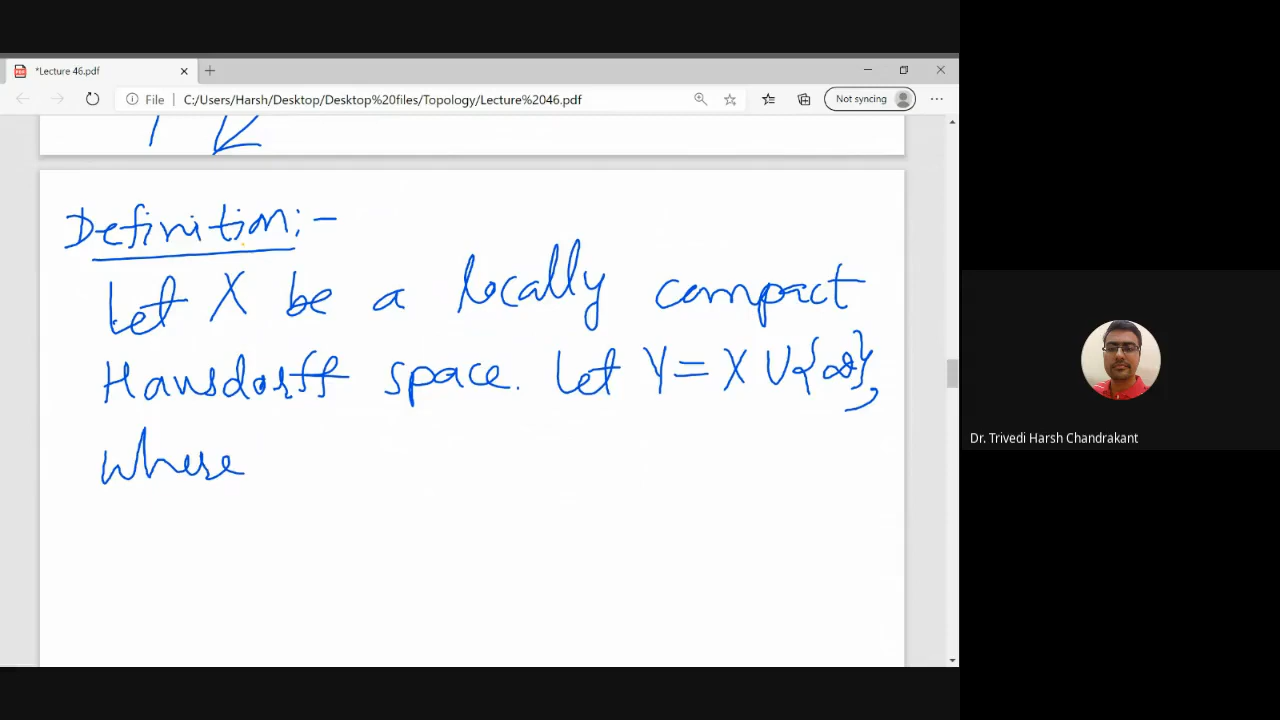 *Lecture 46.pdf
File
C:/Users/Harsh/Desktop/Desktop%20files/Topology/Lecture%2046.pdf
Not syncing
Definition:-
Let X be a locally compact
Hausdorff space. Let Y = X ∪ {∞},
where
Dr. Trivedi Harsh Chandrakant